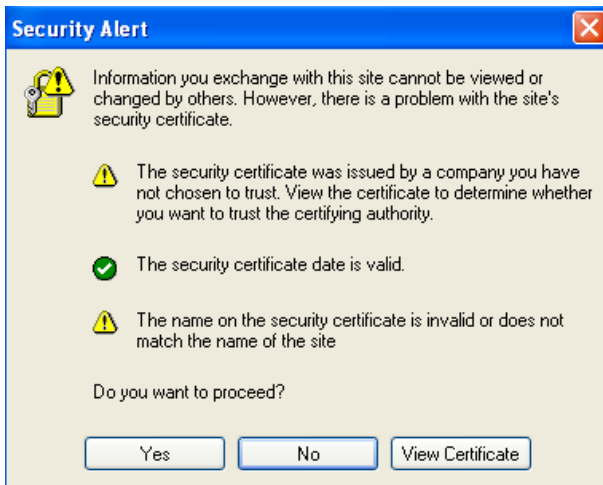 Security Alert
Information you exchange with this site cannot be viewed or
changed by others. However, there is a problem with the site's
security certificate.
The security certificate was issued by a company you have
not chosen to trust. View the certificate to determine whether
you want to trust the certifying authority.
The security certificate date is valid.
The name on the security certificate is invalid or does not
match the name of the site
Do you want to proceed?
Yes No View Certificate